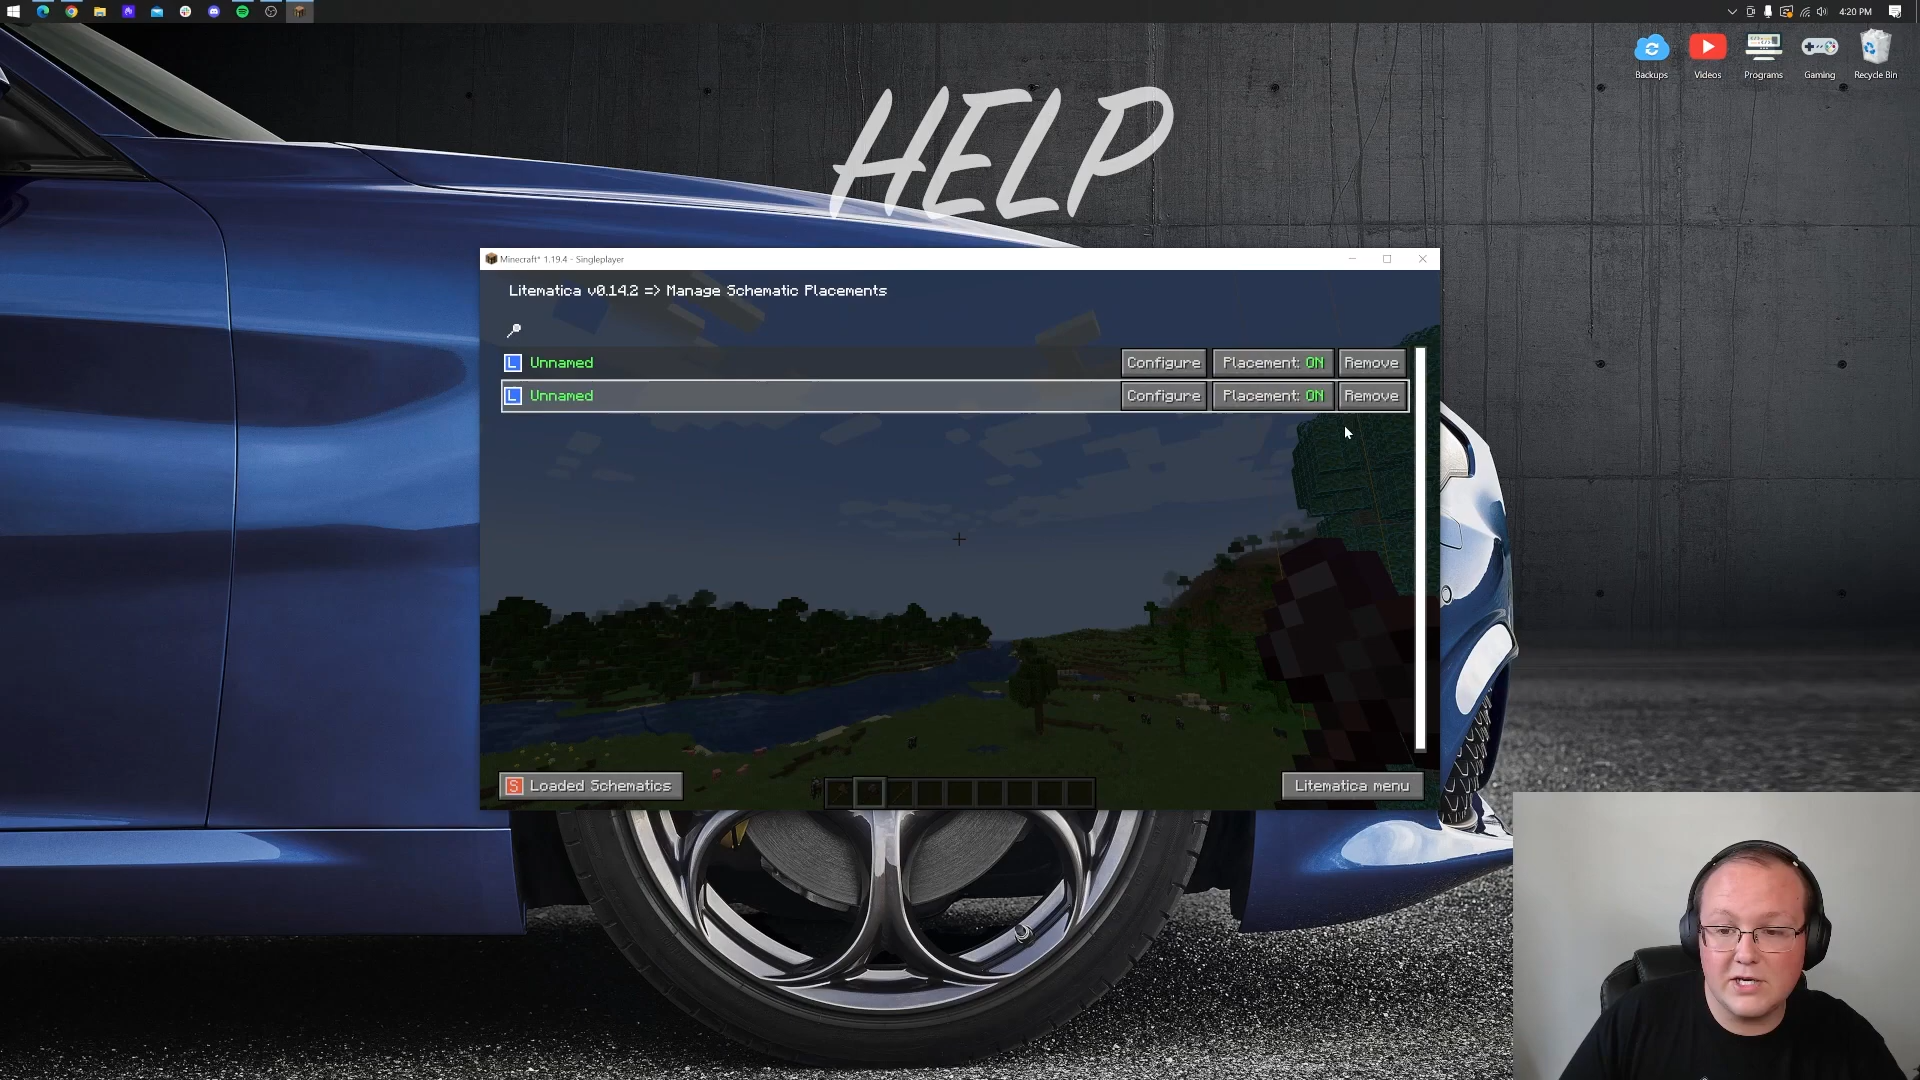 4:20 PM
Backups Videos Programs Gaming Recycle Bin
HELP
Minecraft* 1.19.4 - Singleplayer
Litematica v0.14.2 => Manage Schematic Placements
L Unnamed Configure Placement: ON Remove
L Unnamed Configure Placement: ON Remove
S Loaded Schematics Litematica menu